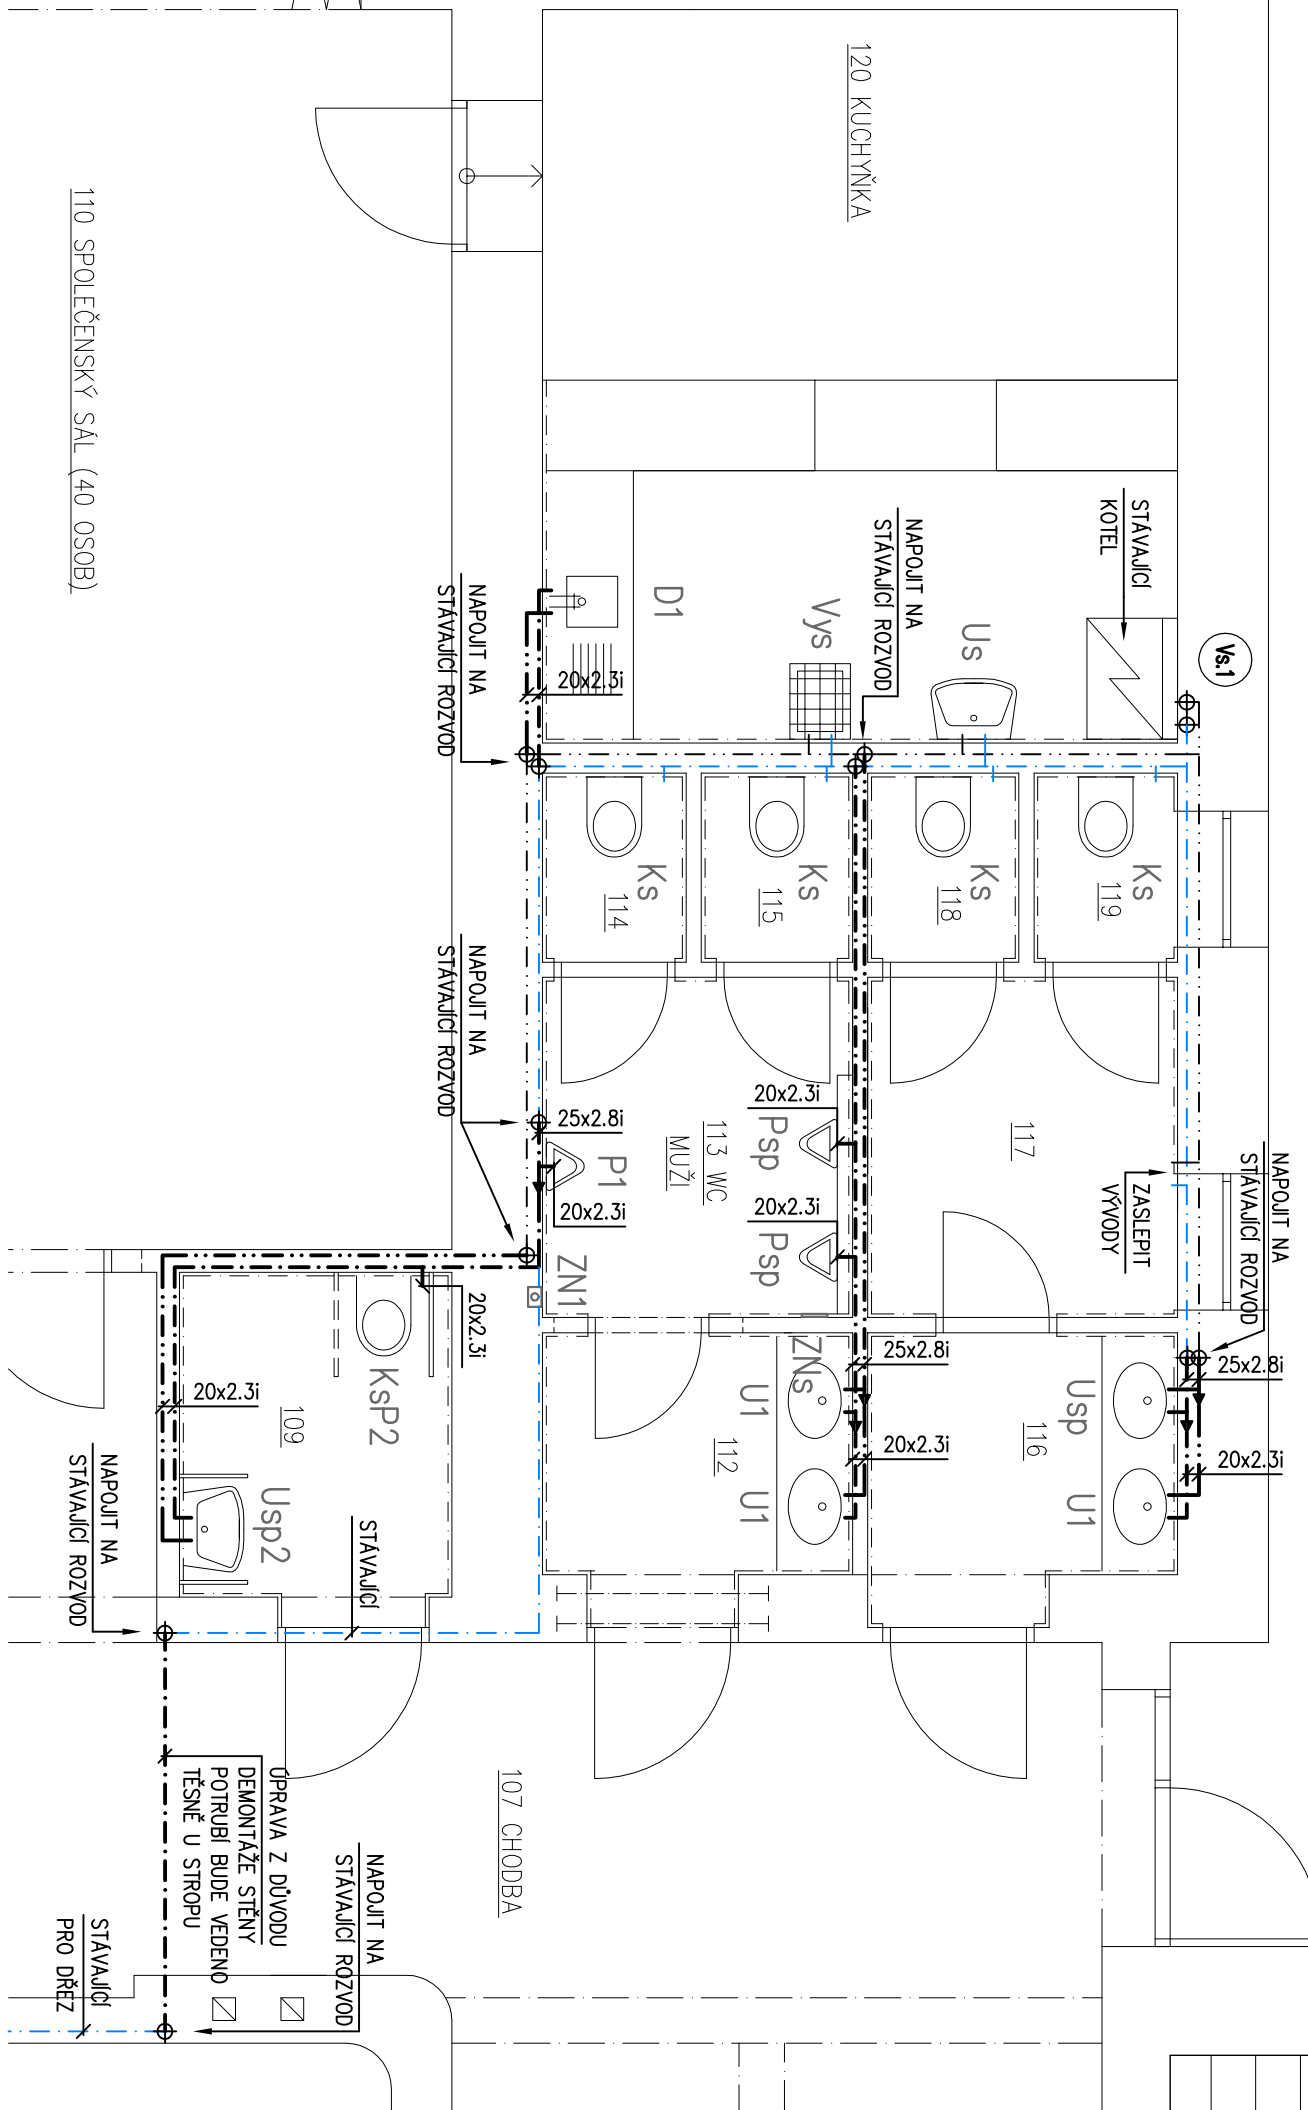 120 KUCHYŇKA
110 SPOLEČENSKÝ SÁL (40 OSOB)
STÁVAJÍCÍ
KOTEL
NAPOJIT NA
STÁVAJÍCÍ ROZVOD
Vs.1
Us
Vys
D1
20x2.3i
NAPOJIT NA
STÁVAJÍCÍ ROZVOD
Ks
119
Ks
118
Ks
115
Ks
114
NAPOJIT NA
STÁVAJÍCÍ ROZVOD
117
20x2.3i
Psp
113 WC
MUŽI
25x2.8i
P1
20x2.3i
20x2.3i
Psp
ZN1
ZASLEPIT
VÝVODY
NAPOJIT NA
STÁVAJÍCÍ ROZVOD
20x2.3i
ZNs
25x2.8i
25x2.8i
Usp
116
U1
20x2.3i
20x2.3i
U1
112
U1
KsP2
109
20x2.3i
Usp2
STÁVAJÍCÍ
NAPOJIT NA
STÁVAJÍCÍ ROZVOD
107 CHODBA
ÚPRAVA Z DŮVODU
DEMONTÁŽE STĚNY
POTRUBÍ BUDE VEDENO
TĚSNĚ U STROPU
NAPOJIT NA
STÁVAJÍCÍ ROZVOD
STÁVAJÍCÍ
PRO DŘEZ